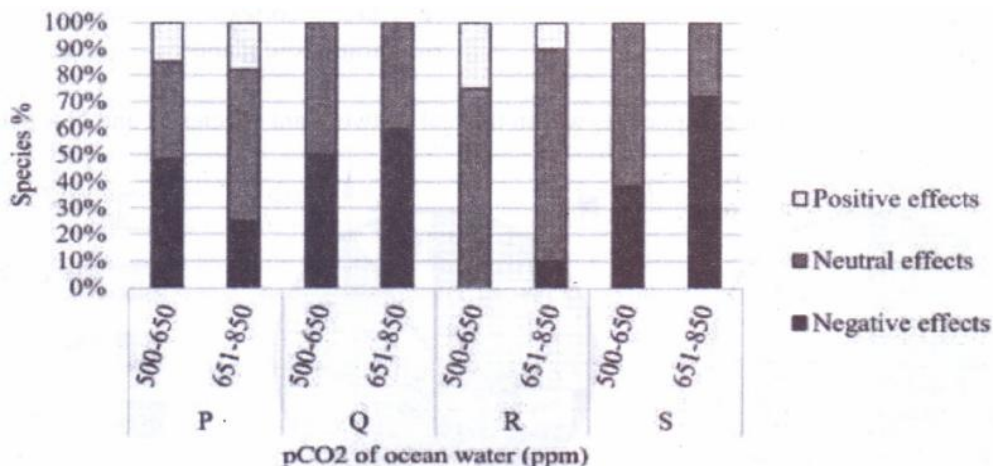 100%
90%
80%
70%
60%
50%
40%
30%
20%
10%
0%
Species %
500-650
651-850
500-650
651-850
500-650
651-850
500-650
651-850
P
Q
R
S
pCO2 of ocean water (ppm)
Positive effects
Neutral effects
Negative effects